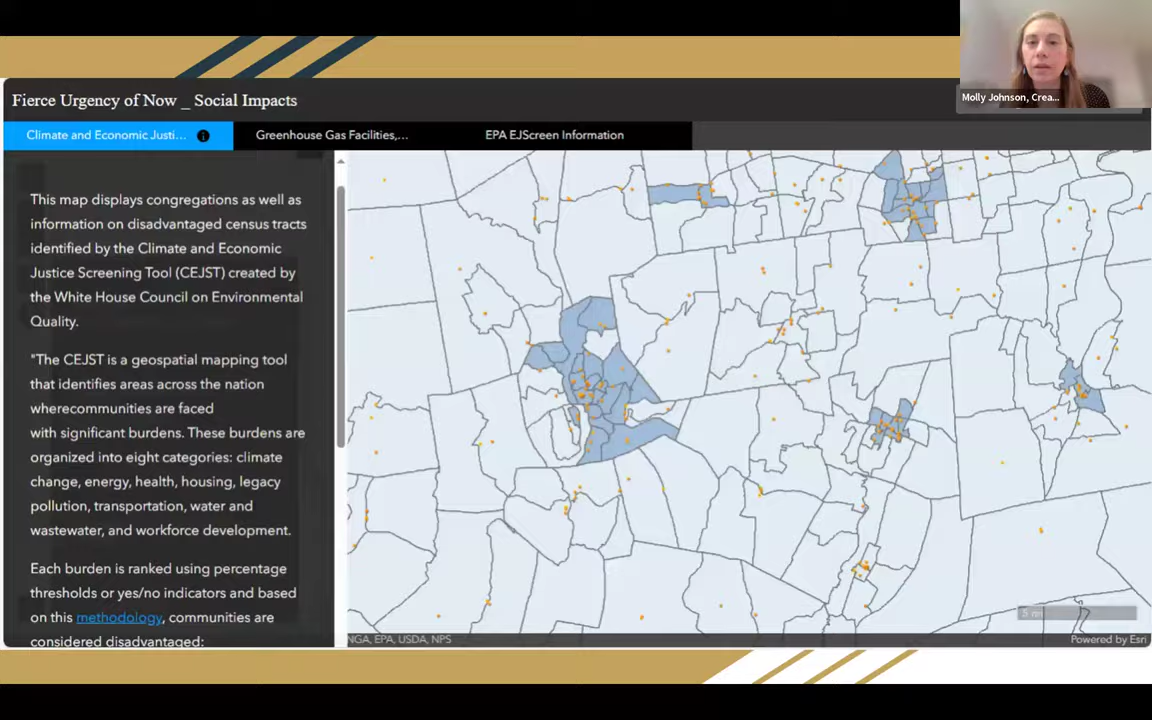 Molly Johnson, Crea...
Fierce Urgency of Now _ Social Impacts
Climate and Economic Justi...
Greenhouse Gas Facilities,...
EPA EJScreen Information
This map displays congregations as well as
information on disadvantaged census tracts
identified by the Climate and Economic
Justice Screening Tool (CEJST) created by
the White House Council on Environmental
Quality.
"The CEJST is a geospatial mapping tool
that identifies areas across the nation
wherecommunities are faced
with significant burdens. These burdens are
organized into eight categories: climate
change, energy, health, housing, legacy
pollution, transportation, water and
wastewater, and workforce development.
Each burden is ranked using percentage
thresholds or yes/no indicators and based
on this methodology, communities are
considered disadvantaged:
NGA, EPA, USDA, NPS
Powered by Esri